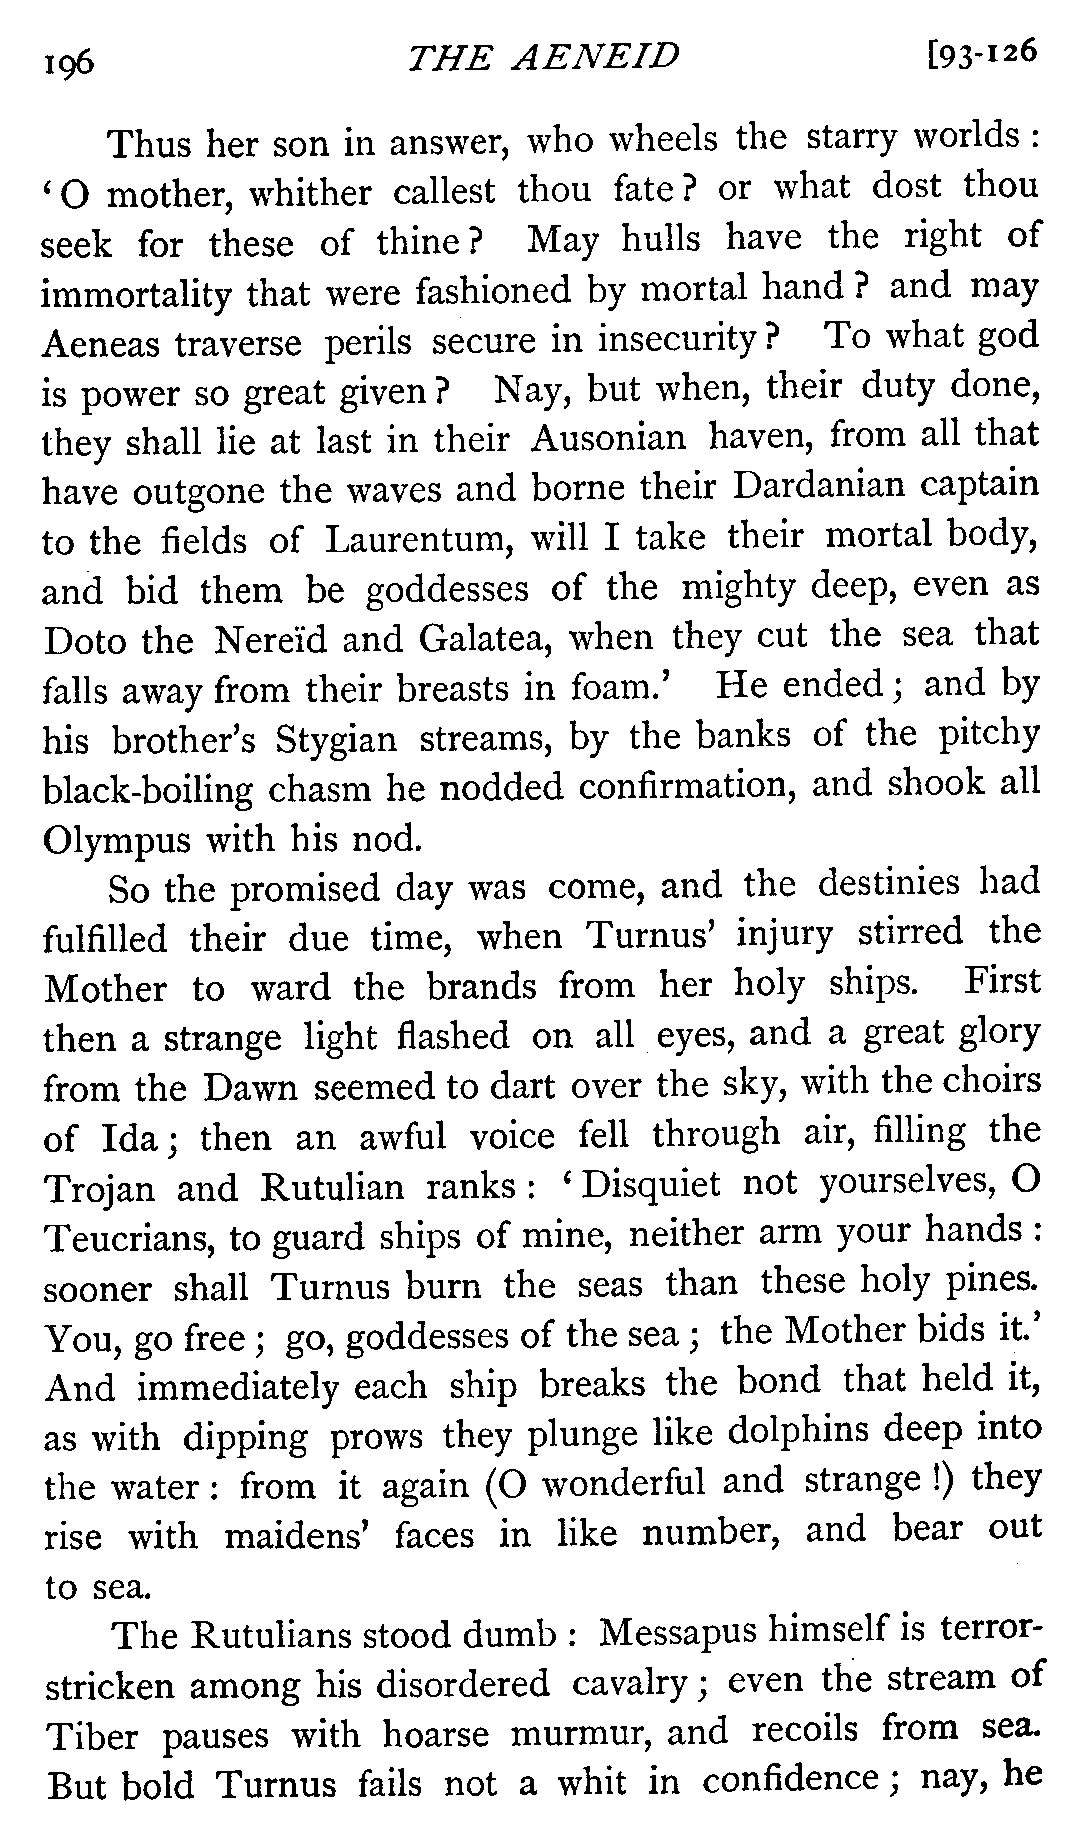 196 THE AENEID [93-126
Thus her son in answer, who wheels the starry worlds :
‘ O mother, whither callest thou fate ? or what dost thou
seek for these of thine ? May hulls have the right of
immortality that were fashioned by mortal hand ? and may
Aeneas traverse perils secure in insecurity ? To what god
is power so great given ? Nay, but when, their duty done,
they shall lie at last in their Ausonian haven, from all that
have outgone the waves and borne their Dardanian captain
to the fields of Laurentum, will I take their mortal body,
and bid them be goddesses of the mighty deep, even as
Doto the Nereïd and Galatea, when they cut the sea that
falls away from their breasts in foam.’ He ended ; and by
his brother’s Stygian streams, by the banks of the pitchy
black-boiling chasm he nodded confirmation, and shook all
Olympus with his nod.
So the promised day was come, and the destinies had
fulfilled their due time, when Turnus’ injury stirred the
Mother to ward the brands from her holy ships. First
then a strange light flashed on all eyes, and a great glory
from the Dawn seemed to dart over the sky, with the choirs
of Ida ; then an awful voice fell through air, filling the
Trojan and Rutulian ranks : ‘ Disquiet not yourselves, O
Teucrians, to guard ships of mine, neither arm your hands :
sooner shall Turnus burn the seas than these holy pines.
You, go free ; go, goddesses of the sea ; the Mother bids it.’
And immediately each ship breaks the bond that held it,
as with dipping prows they plunge like dolphins deep into
the water : from it again (O wonderful and strange !) they
rise with maidens’ faces in like number, and bear out
to sea.
The Rutulians stood dumb : Messapus himself is terror-
stricken among his disordered cavalry ; even the stream of
Tiber pauses with hoarse murmur, and recoils from sea.
But bold Turnus fails not a whit in confidence ; nay, he